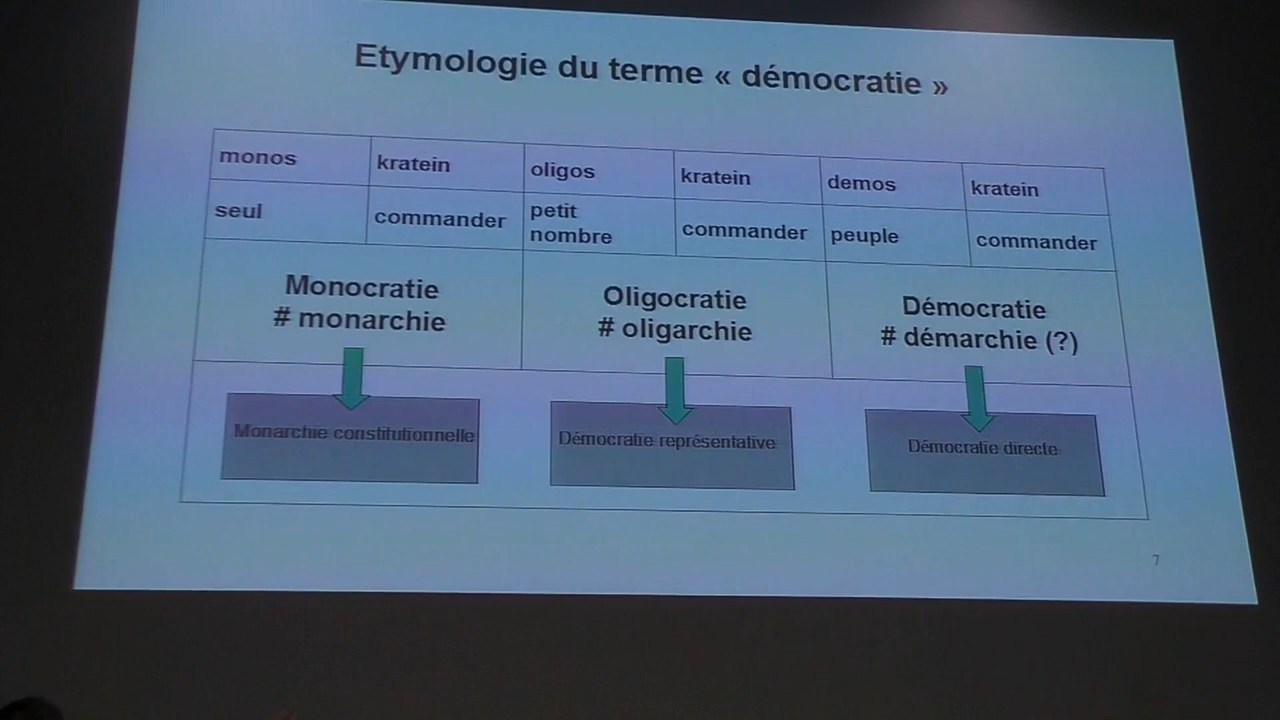 Etymologie du terme « démocratie »
monos kratein oligos kratein demos kratein
seul commander petit nombre commander peuple commander
Monocratie
# monarchie
Oligocratie
# oligarchie
Démocratie
# démarchie (?)
Monarchie constitutionnelle
Démocratie représentative
Démocratie directe
7